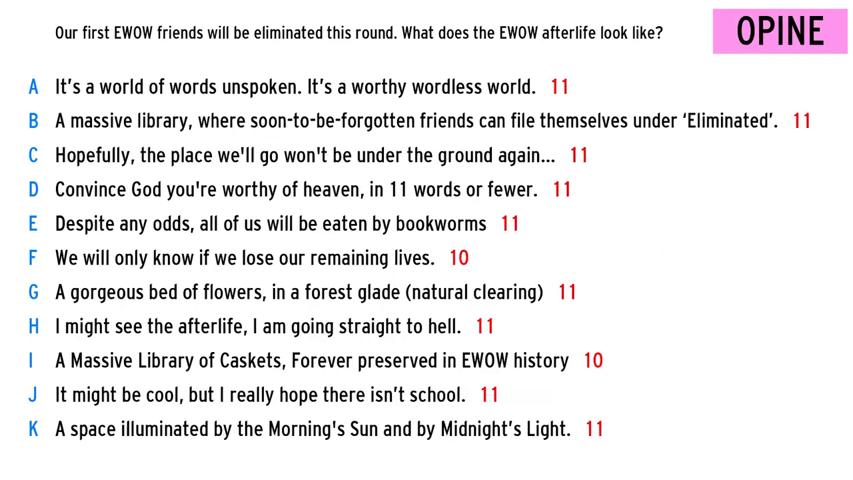 Our first EWOW friends will be eliminated this round. What does the EWOW afterlife look like?
OPINE
A It's a world of words unspoken. It's a worthy wordless world. 11
B A massive library, where soon-to-be-forgotten friends can file themselves under ‘Eliminated’. 11
C Hopefully, the place we'll go won't be under the ground again... 11
D Convince God you're worthy of heaven, in 11 words or fewer. 11
E Despite any odds, all of us will be eaten by bookworms 11
F We will only know if we lose our remaining lives. 10
G A gorgeous bed of flowers, in a forest glade (natural clearing) 11
H I might see the afterlife, I am going straight to hell. 11
I A Massive Library of Caskets, Forever preserved in EWOW history 10
J It might be cool, but I really hope there isn’t school. 11
K A space illuminated by the Morning's Sun and by Midnight’s Light. 11